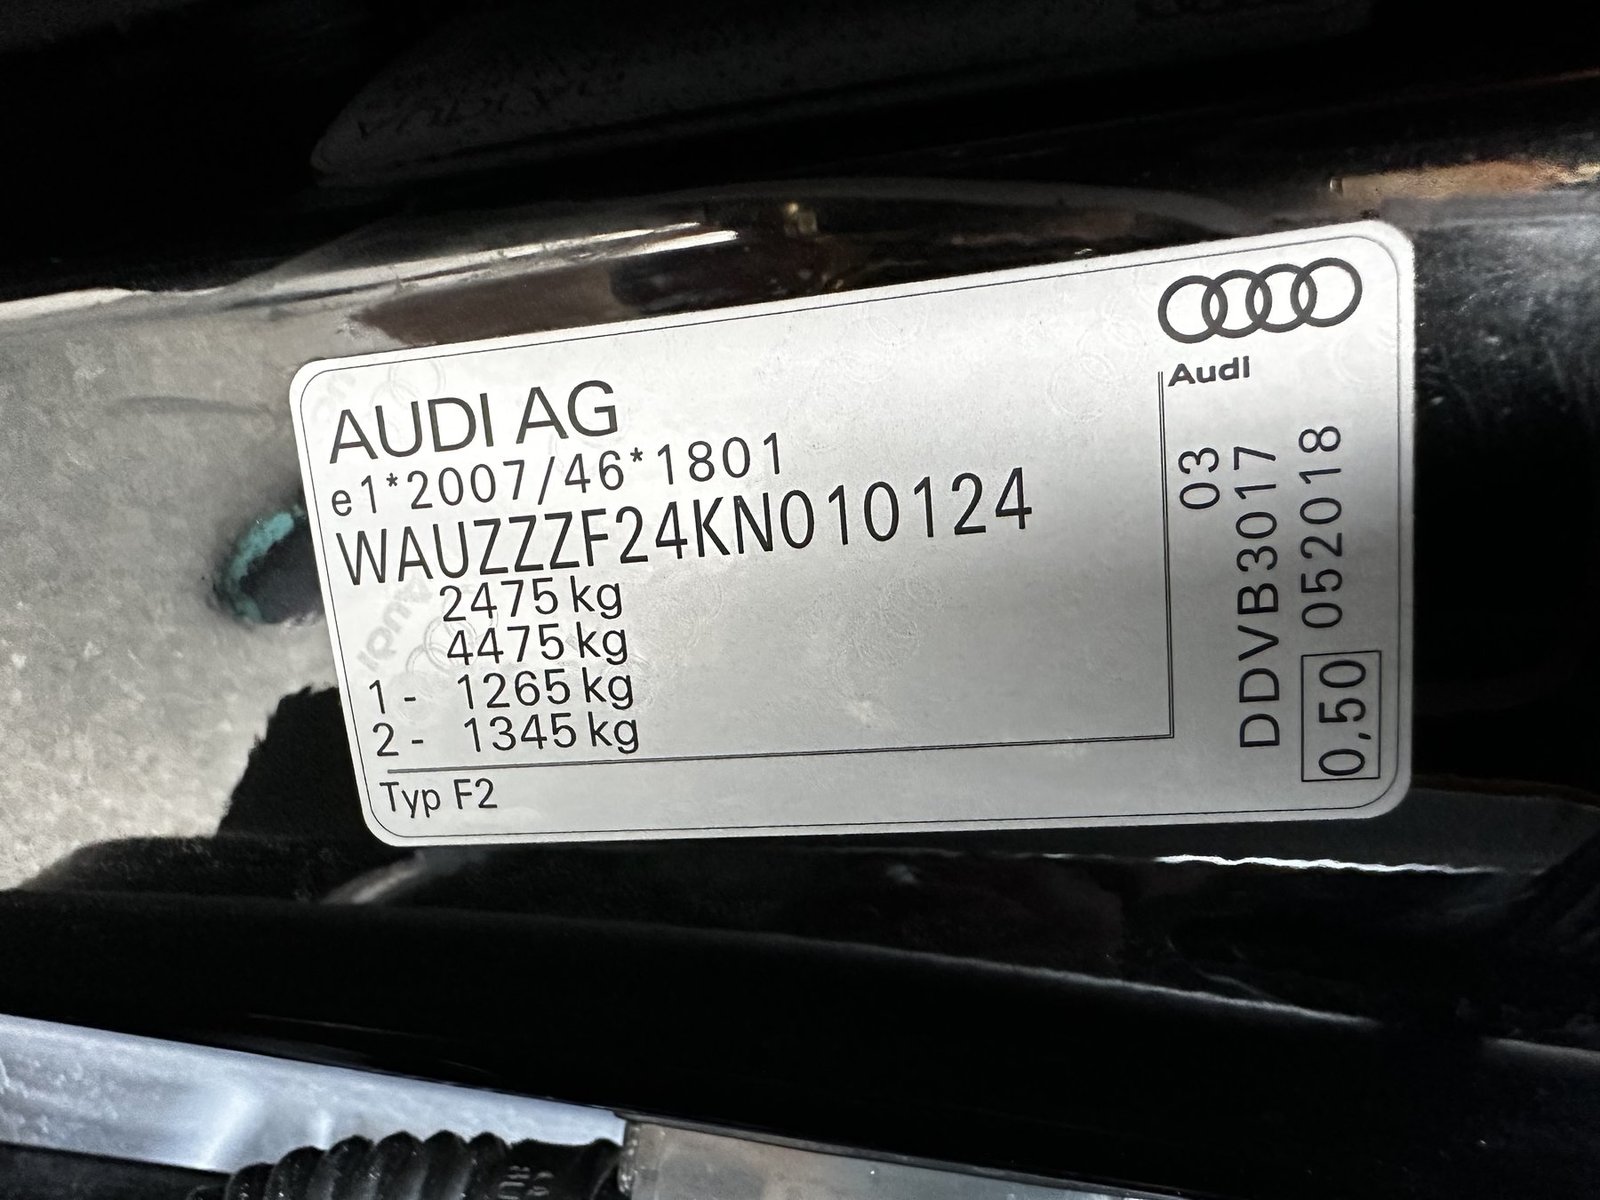 AUDI AG
e1*2007/46*1801
WAUZZZF24KN010124
2475 kg
4475 kg
1 - 1265 kg
2 - 1345 kg
Typ F2
Audi
03
DDVB3017
0,50 052018